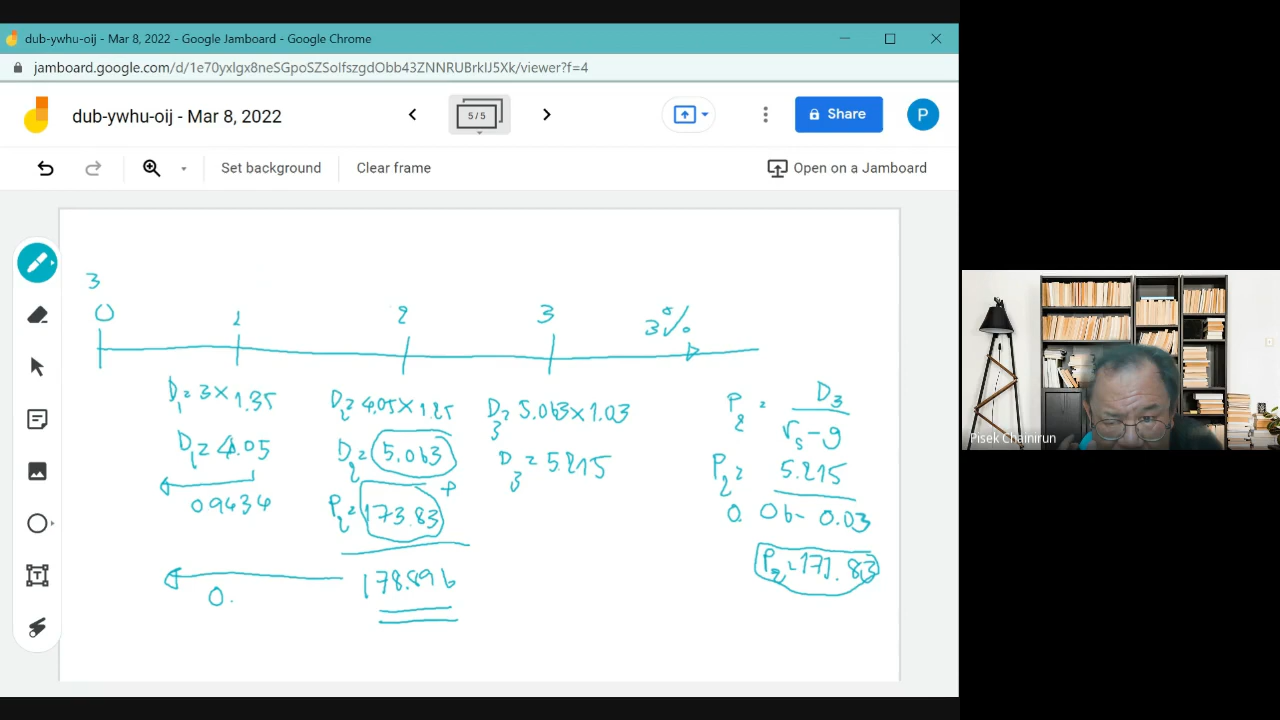 dub-ywhu-oij - Mar 8, 2022 - Google Jamboard - Google Chrome
jamboard.google.com/d/1e70yxlgx8neSGpoSZSolfszgdObb43ZNNRUBrkIJ5Xk/viewer?f=4
dub-ywhu-oij - Mar 8, 2022
5 / 5
Share
P
Set background
Clear frame
Open on a Jamboard
3
0 1 2 3 3%
D1 = 3 × 1.35
D2 = 4.05 × 1.25
D3 = 5.063 × 1.03
P2 = D3 / rs - g
D1 = 4.05
D2 = 5.063
D3 = 5.215
P2 = 5.215 / 0.06 - 0.03
09434
P2 = 173.83 +
P2 = 173.83
178.896
0.
Pisek Chainirun